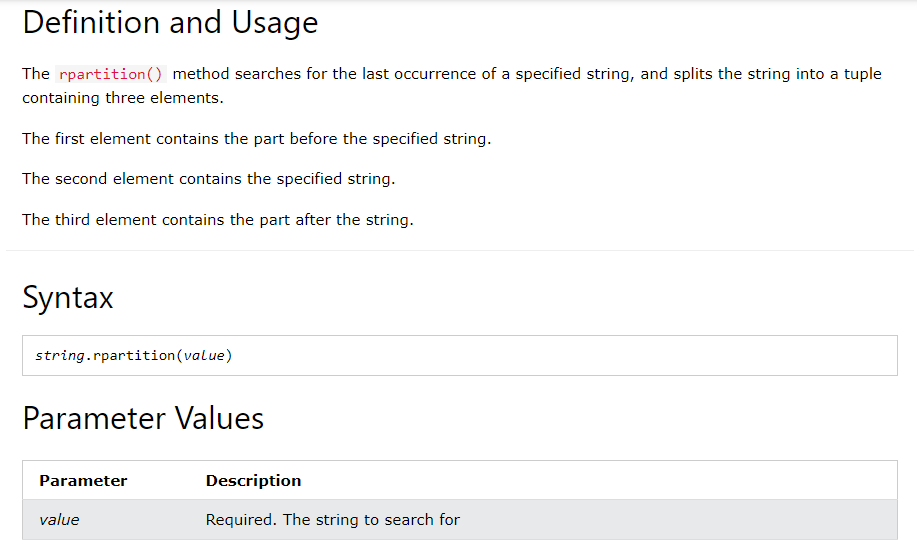 Definition and Usage
The rpartition() method searches for the last occurrence of a specified string, and splits the string into a tuple
containing three elements.
The first element contains the part before the specified string.
The second element contains the specified string.
The third element contains the part after the string.
Syntax
string.rpartition(value)
Parameter Values
Parameter Description
value Required. The string to search for